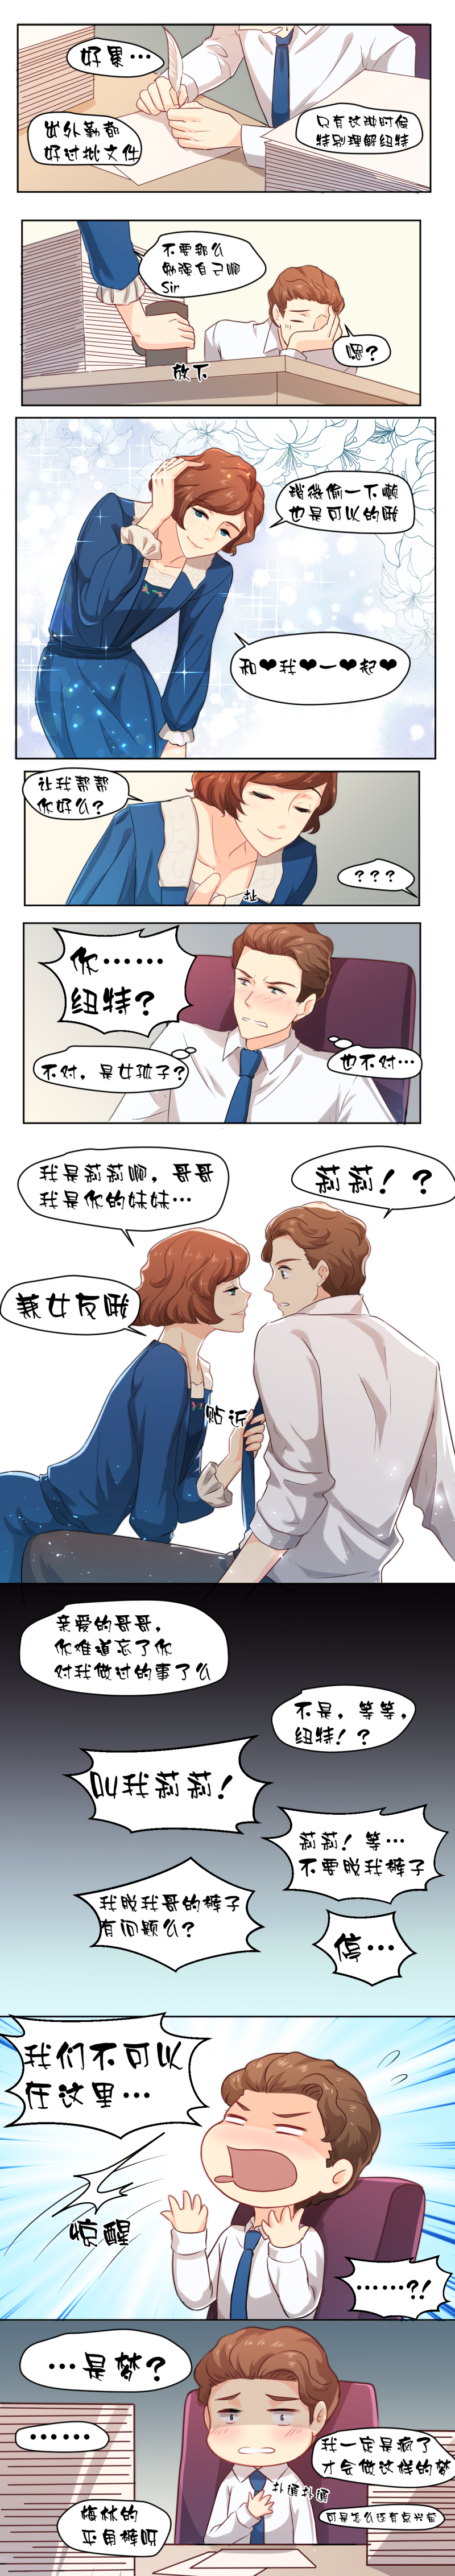 好累…
出外勤都
好过批文件
只有这种时候
特别理解纽特
不要那么
勉强自己啊
Sir
嗯？
放下
稍微偷一下懒
也是可以的哦
和❤我❤一❤起❤
让我帮帮
你好么？
？？？
扯
你……
纽特？
不对，是女孩子？
也不对…
我是莉莉啊，哥哥
我是你的妹妹…
莉莉！？
兼女友哦
贴近
亲爱的哥哥，
你难道忘了你
对我做过的事了么
不是，等等，
纽特！？
叫我莉莉！
莉莉！等…
不要脱我裤子
我脱我哥的裤子
有问题么？
停…
我们不可以
在这里…
惊醒
……?!
…是梦？
……
我一定是疯了
才会做这样的梦
扑通扑通
梅林的
平角裤呀
可是怎么还有点兴奋